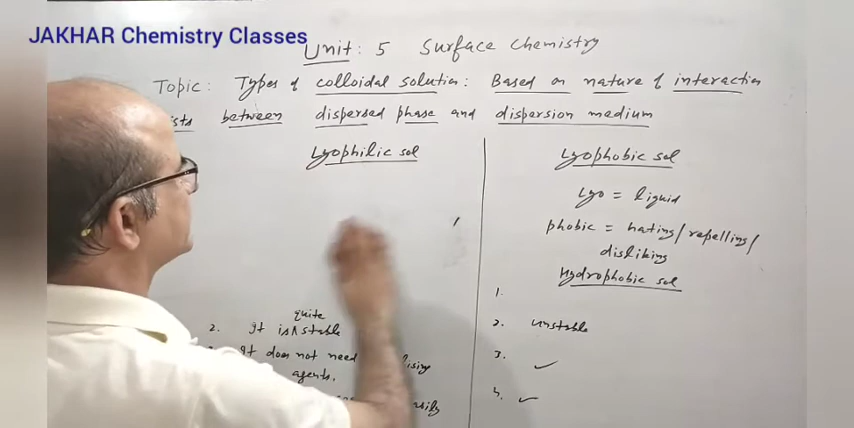 JAKHAR Chemistry Classes
Unit: 5 Surface Chemistry
Topic: Types of colloidal solution: Based on nature of interaction
between dispersed phase and dispersion medium
Lyophilic sol
2. It is quite stable
It does not need
agents.
Lyophobic sol
Lyo = liquid
phobic = hating/repelling/
disliking
Hydrophobic sol
1.
2. unstable
3. ✓
4. ✓